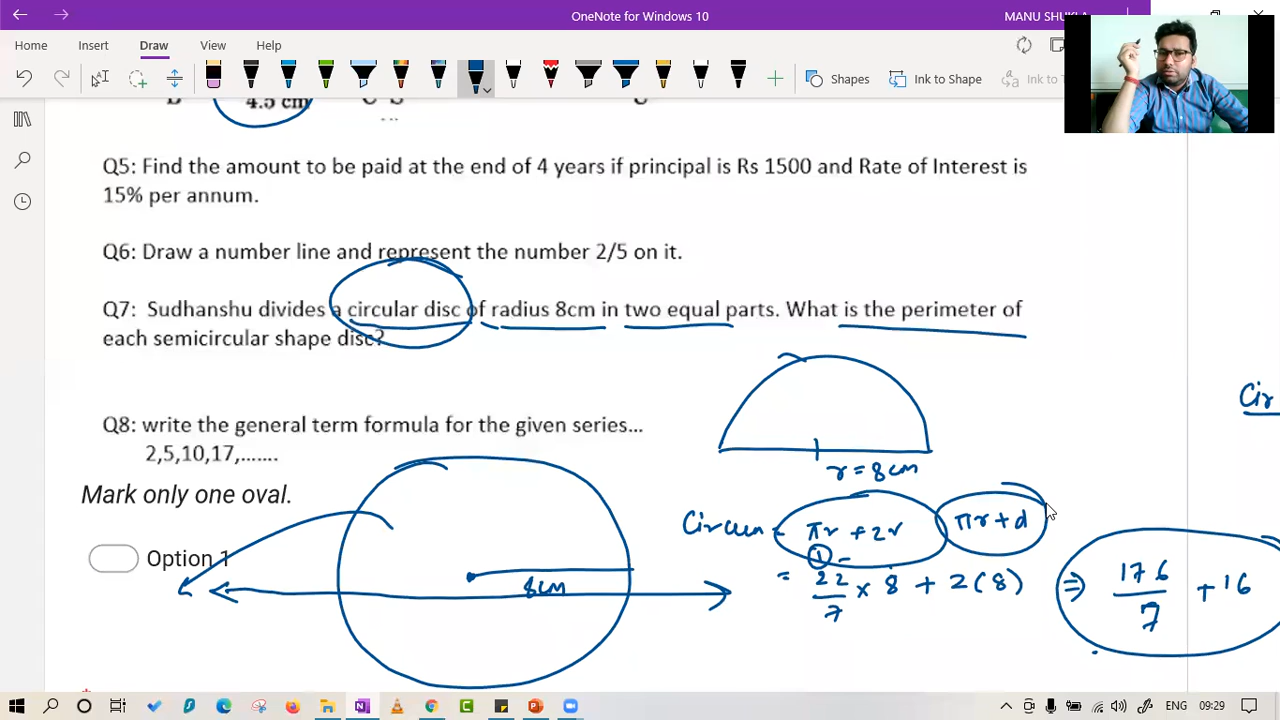 OneNote for Windows 10
MANU SHUKLA
Home Insert Draw View Help
Shapes Ink to Shape Ink to
4.5 cm
Q5: Find the amount to be paid at the end of 4 years if principal is Rs 1500 and Rate of Interest is
15% per annum.
Q6: Draw a number line and represent the number 2/5 on it.
Q7: Sudhanshu divides a circular disc of radius 8cm in two equal parts. What is the perimeter of
each semicircular shape disc?
Cir
r = 8cm
Q8: write the general term formula for the given series...
2,5,10,17,.......
Mark only one oval.
Circum = πr + 2r πr + d
①
Option 1
8cm
= 22/7 × 8 + 2(8) ⇒ 176/7 + 16
ENG
09:29